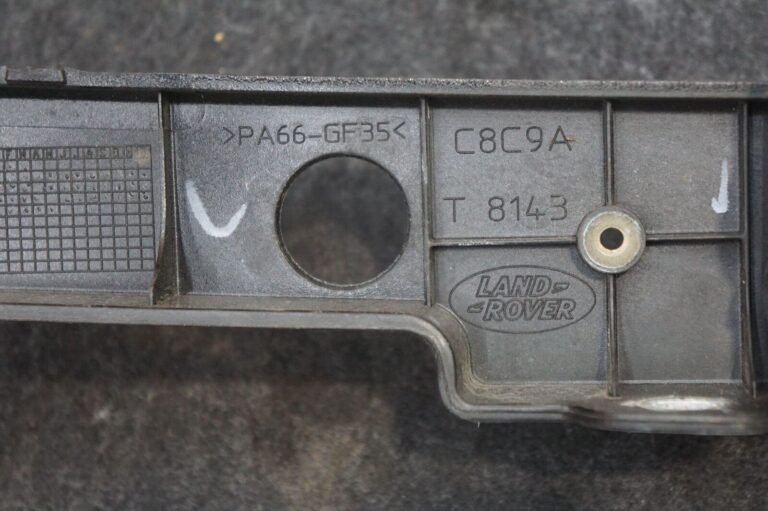 >PA66-GF35<
C8C9A
T 8143
LAND-
-ROVER